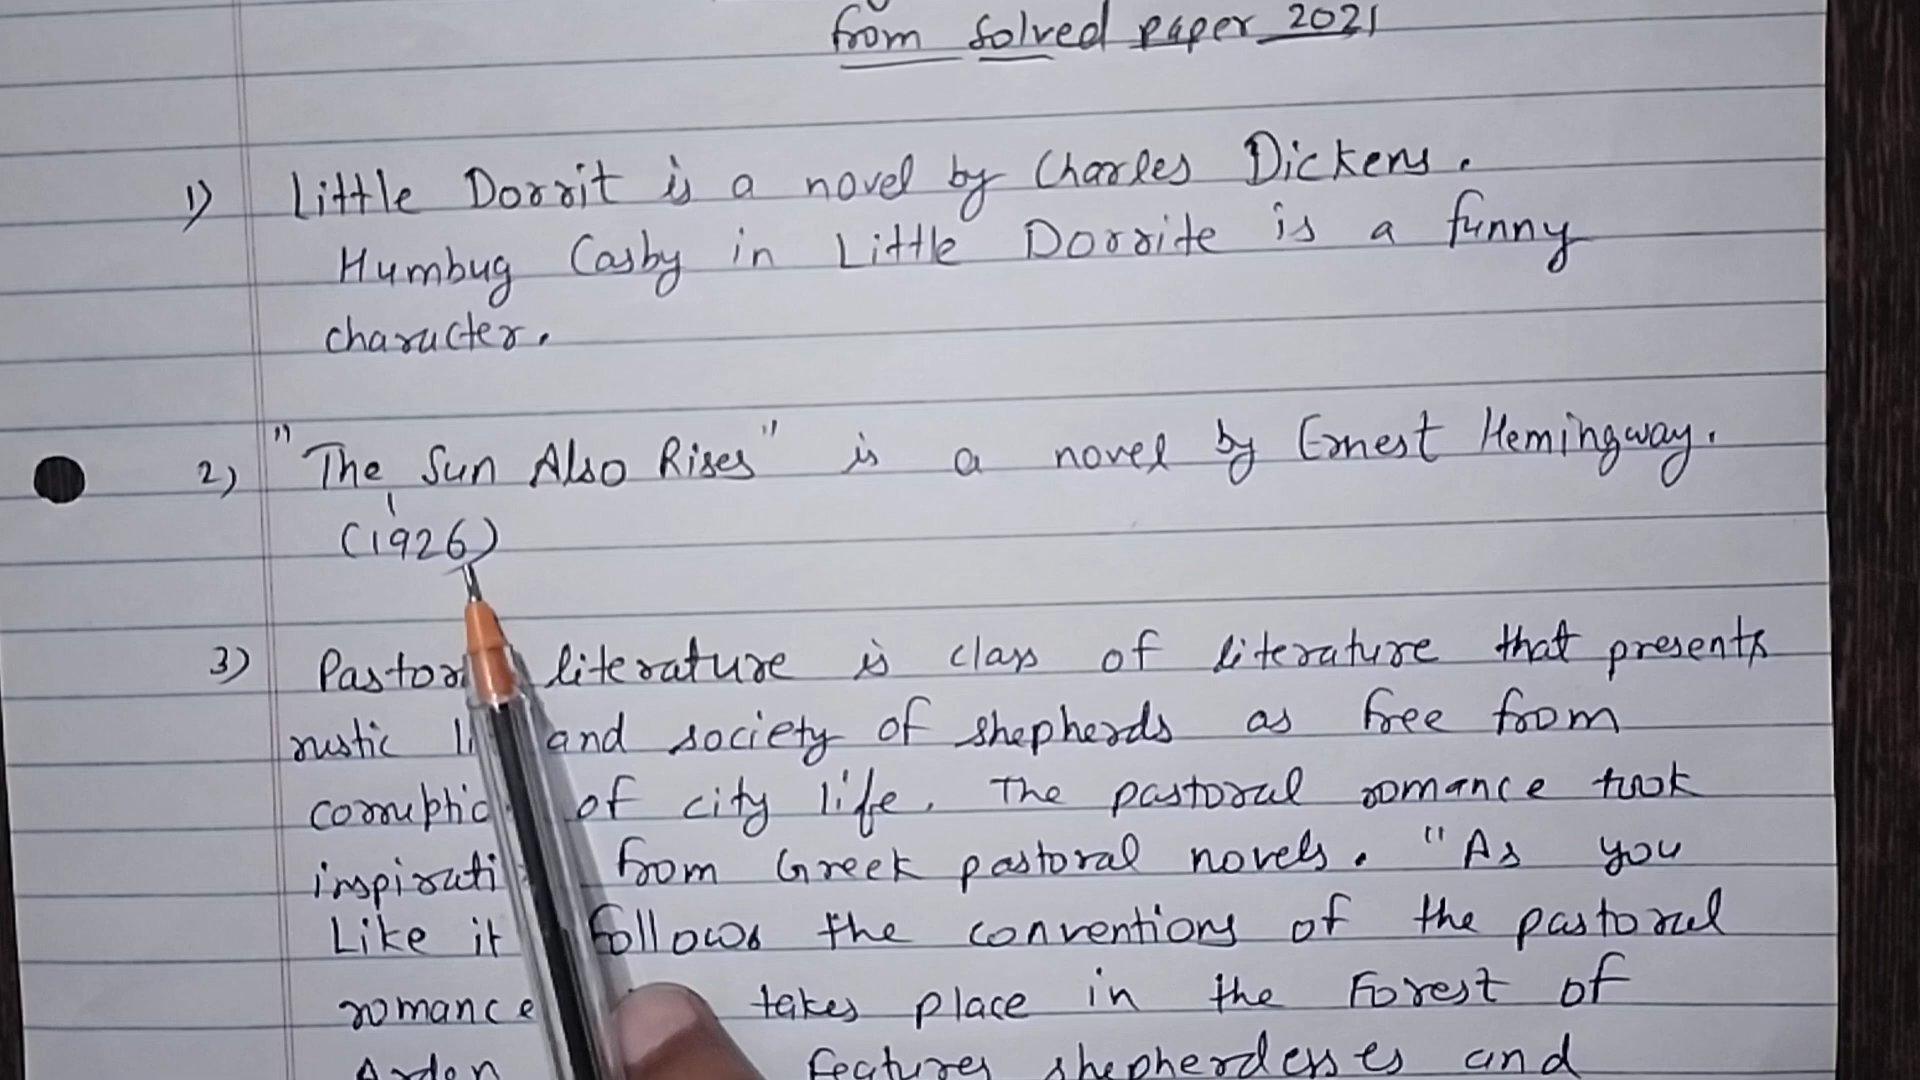 from solved paper 2021
1) Little Dorrit is a novel by Charles Dickens.
Humbug Casby in Little Dorrite is a funny
character.
2) "The Sun Also Rises" is a novel by Ernest Hemingway.
(1926)
3) Pastor literature is class of literature that presents
rustic and society of shepherds as free from
of city life. The pastoral romance took
from Greek pastoral novels. "As you
Like it follows the conventions of the pastoral
romance takes place in the Forest of
Arden features shepherdesses and